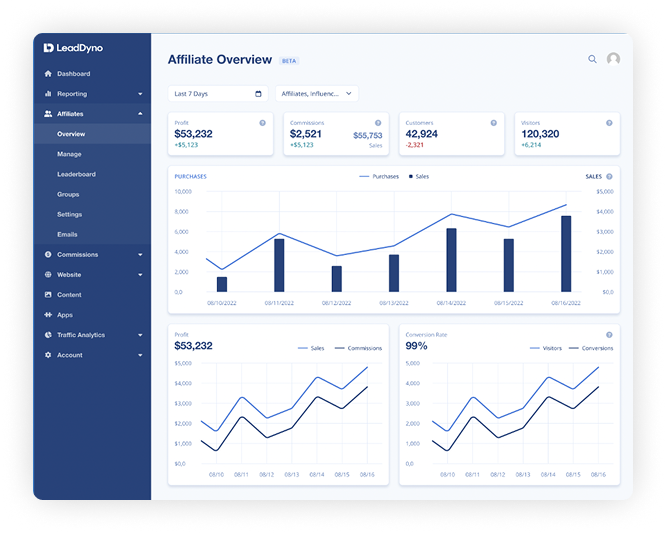 LeadDyno
Dashboard
Reporting
Affiliates
Overview
Manage
Leaderboard
Groups
Settings
Emails
Commissions
Website
Content
Apps
Traffic Analytics
Account
Affiliate Overview BETA
Last 7 Days
Affiliates, Influenc...
Profit
$53,232
+$5,123
Commissions
$2,521 $55,753
+$5,123 Sales
Customers
42,924
-2,321
Visitors
120,320
+6,214
PURCHASES Purchases Sales SALES
10,000 $5,000
8,000 $4,000
6,000 $3,000
4,000 $2,000
2,000 $1,000
0,0 $0,0
08/10/2022 08/11/2022 08/12/2022 08/13/2022 08/14/2022 08/15/2022 08/16/2022
Profit
$53,232 Sales Commissions
$5,000
$4,000
$3,000
$2,000
$1,000
$0,0
08/10 08/11 08/12 08/13 08/14 08/15 08/16
Conversion Rate
99% Visitors Conversions
5,000
4,000
3,000
2,000
1,000
0,0
08/10 08/11 08/12 08/13 08/14 08/15 08/16